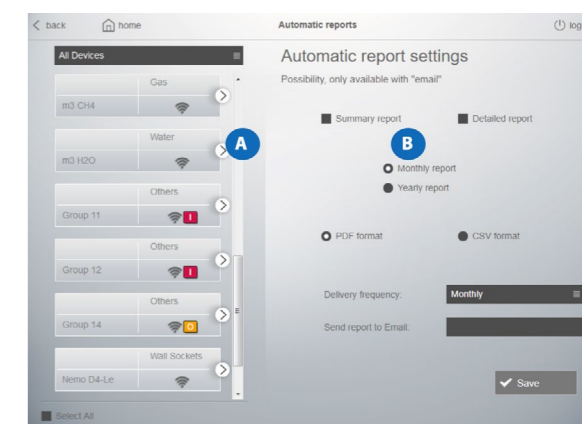 back home Automatic reports log
All Devices
Gas
m3 CH4
Water
m3 H2O
Others
Group 11 I
Others
Group 12 I
Others
Group 14 O
Wall Sockets
Nemo D4-Le
Select All
A
Automatic report settings
Possibility, only available with "email"
Summary report Detailed report
B
Monthly report
Yearly report
PDF format CSV format
Delivery frequency: Monthly
Send report to Email:
Save